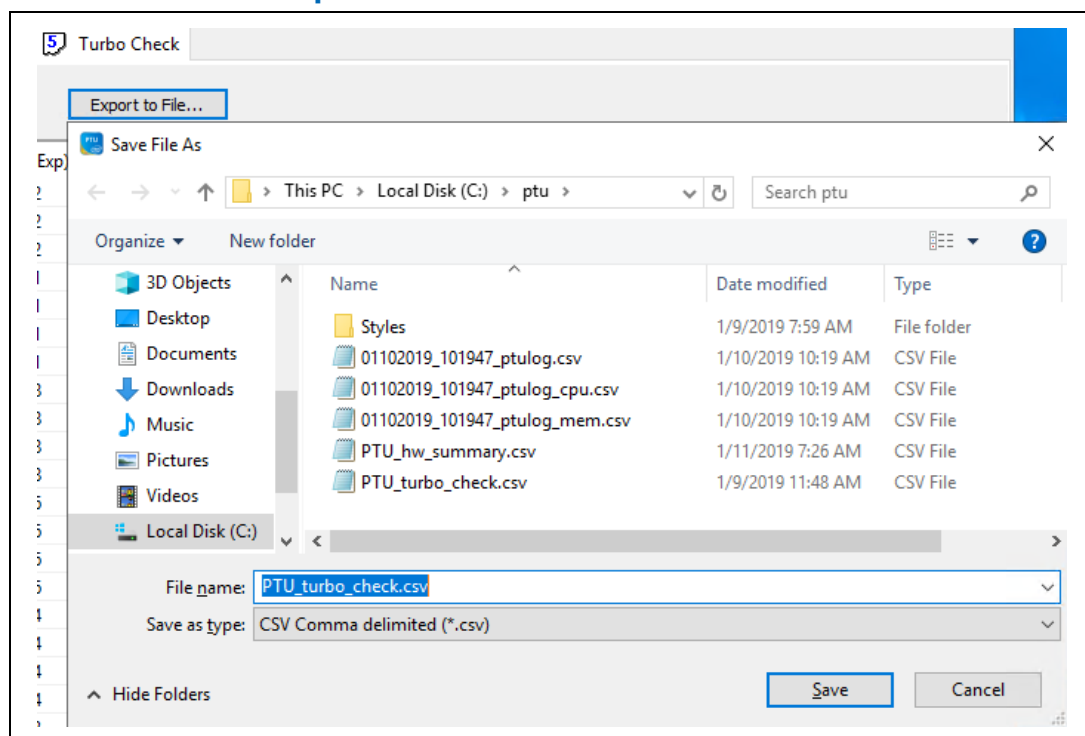 5 Turbo Check
Export to File...
PTU Save File As
Exp)
This PC > Local Disk (C:) > ptu >
Search ptu
Organize
New folder
?
3D Objects
Desktop
Documents
Downloads
Music
Pictures
Videos
Local Disk (C:)
Name Date modified Type
Styles 1/9/2019 7:59 AM File folder
01102019_101947_ptulog.csv 1/10/2019 10:19 AM CSV File
01102019_101947_ptulog_cpu.csv 1/10/2019 10:19 AM CSV File
01102019_101947_ptulog_mem.csv 1/10/2019 10:19 AM CSV File
PTU_hw_summary.csv 1/11/2019 7:26 AM CSV File
PTU_turbo_check.csv 1/9/2019 11:48 AM CSV File
File name: PTU_turbo_check.csv
Save as type: CSV Comma delimited (*.csv)
Hide Folders
Save
Cancel